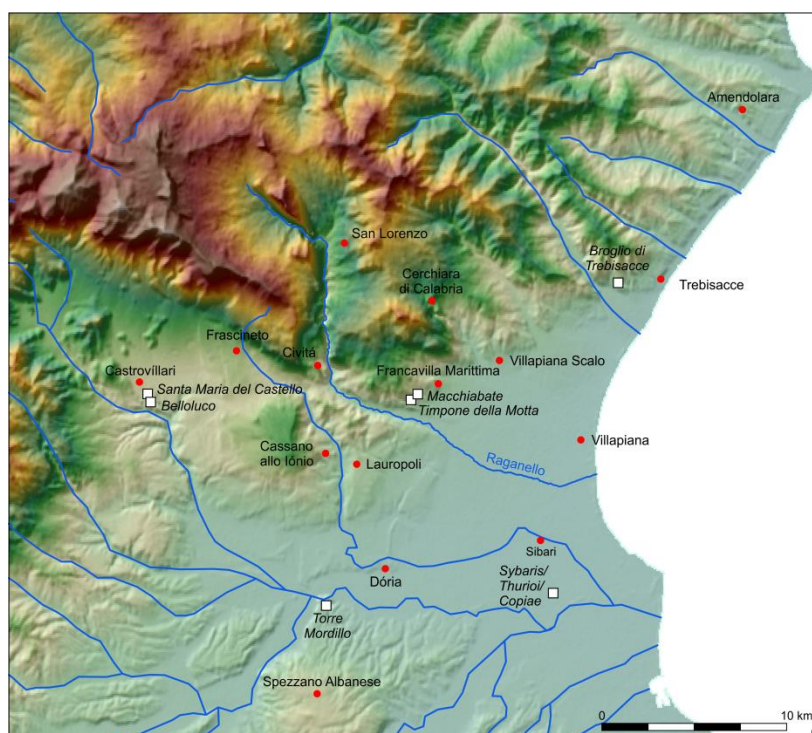 Amendolara
San Lorenzo
Broglio di
Trebisacce
Cerchiara
di Calabria
Trebisacce
Frascineto
Civitá
Villapiana Scalo
Castrovíllari
Francavilla Marittima
Santa Maria del Castello
Belloluco
Macchiabate
Timpone della Motta
Villapiana
Cassano
allo Iónio
Lauropoli
Raganello
Sibari
Dória
Sybaris/
Thurioi/
Copiae
Torre
Mordillo
Spezzano Albanese
0
10 km